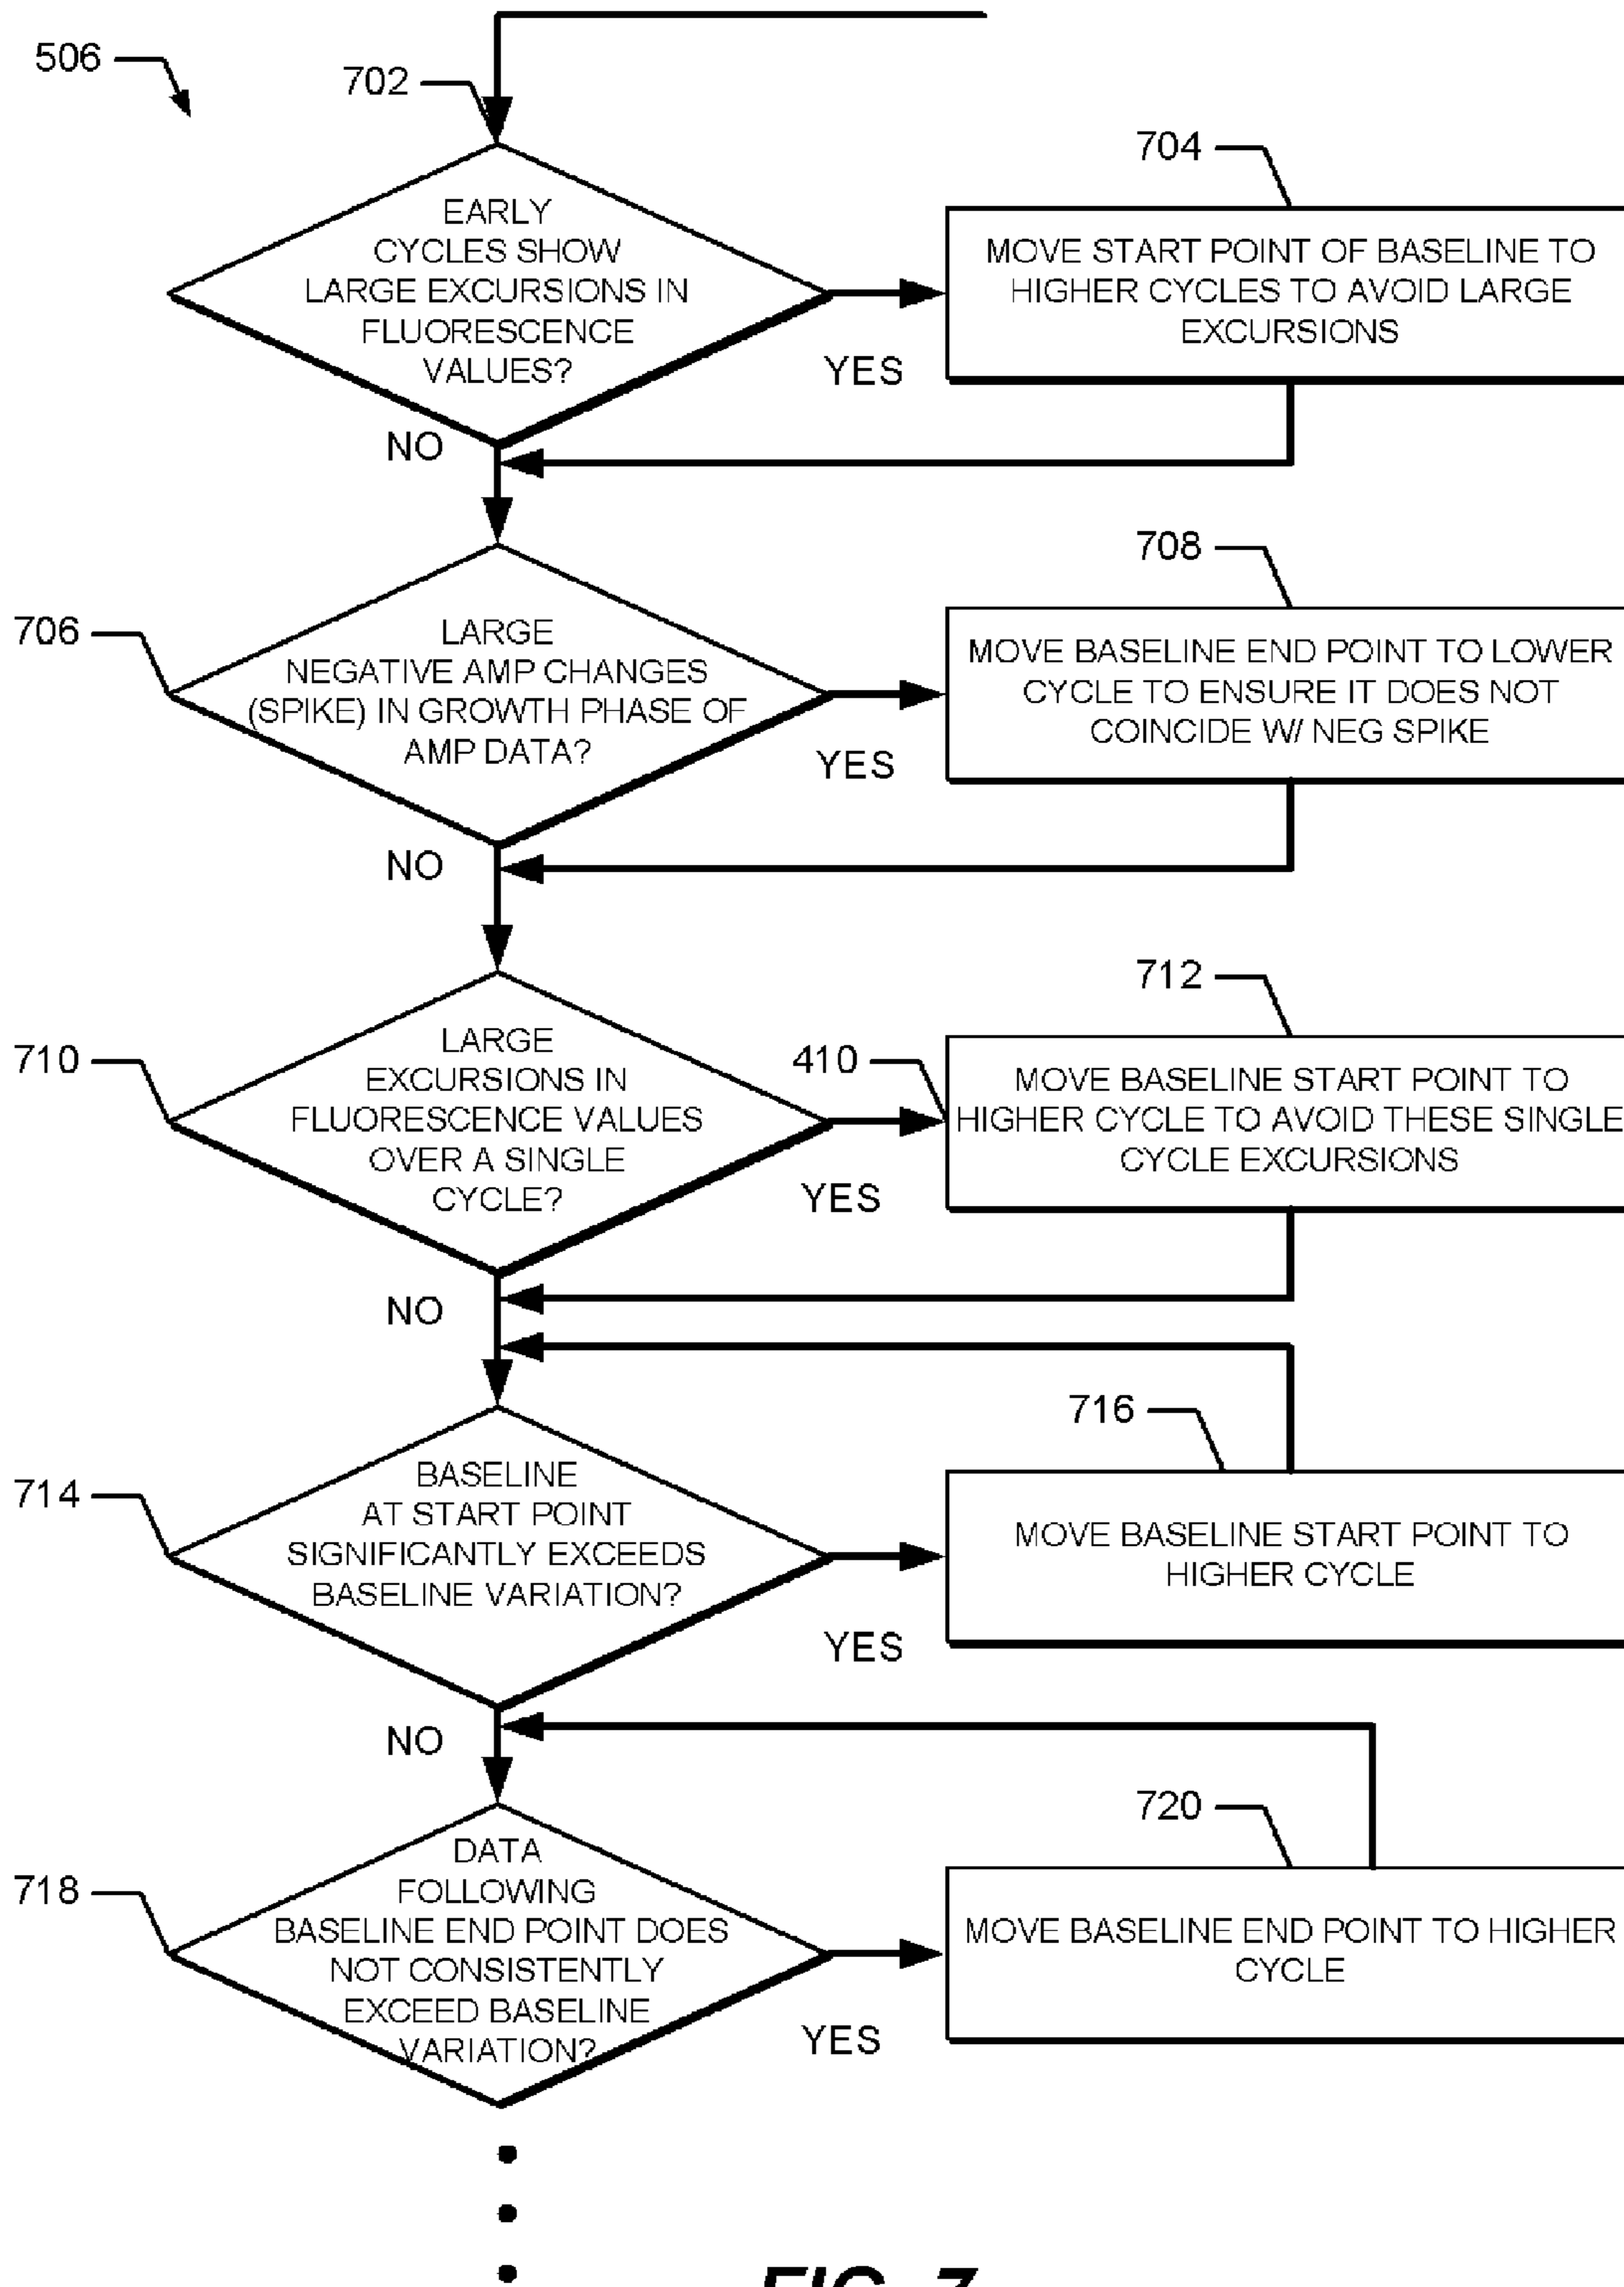 506
702
EARLY
CYCLES SHOW
LARGE EXCURSIONS IN
FLUORESCENCE
VALUES?
YES
NO
704
MOVE START POINT OF BASELINE TO
HIGHER CYCLES TO AVOID LARGE
EXCURSIONS
706
LARGE
NEGATIVE AMP CHANGES
(SPIKE) IN GROWTH PHASE OF
AMP DATA?
YES
NO
708
MOVE BASELINE END POINT TO LOWER
CYCLE TO ENSURE IT DOES NOT
COINCIDE W/ NEG SPIKE
710
LARGE
EXCURSIONS IN
FLUORESCENCE VALUES
OVER A SINGLE
CYCLE?
YES
NO
410
712
MOVE BASELINE START POINT TO
HIGHER CYCLE TO AVOID THESE SINGLE
CYCLE EXCURSIONS
714
BASELINE
AT START POINT
SIGNIFICANTLY EXCEEDS
BASELINE VARIATION?
YES
NO
716
MOVE BASELINE START POINT TO
HIGHER CYCLE
718
DATA
FOLLOWING
BASELINE END POINT DOES
NOT CONSISTENTLY
EXCEED BASELINE
VARIATION?
YES
720
MOVE BASELINE END POINT TO HIGHER
CYCLE
FIG. 7